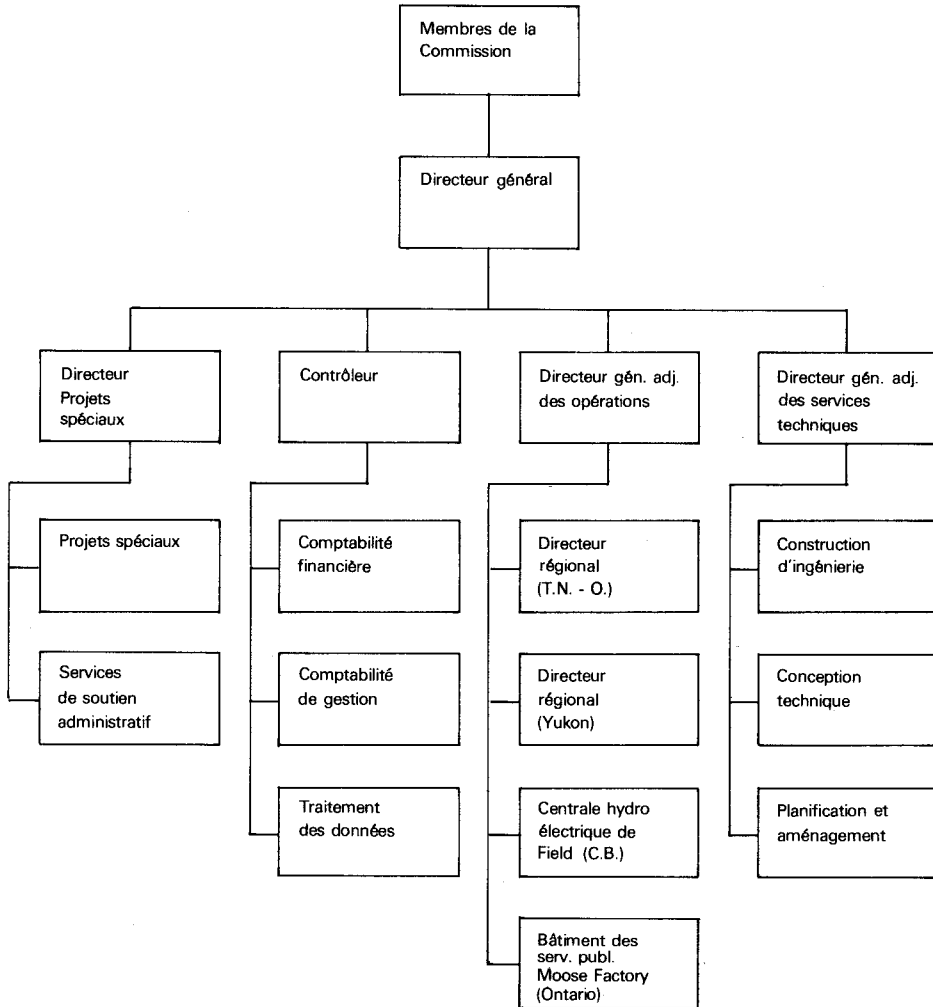 Membres de la
Commission
Directeur général
Directeur
Projets
spéciaux
Contrôleur
Directeur gén. adj.
des opérations
Directeur gén. adj.
des services
techniques
Projets spéciaux
Comptabilité
financière
Directeur
régional
(T.N. - O.)
Construction
d'ingénierie
Services
de soutien
administratif
Comptabilité
de gestion
Directeur
régional
(Yukon)
Conception
technique
Traitement
des données
Centrale hydro
électrique de
Field (C.B.)
Planification et
aménagement
Bâtiment des
serv. publ.
Moose Factory
(Ontario)